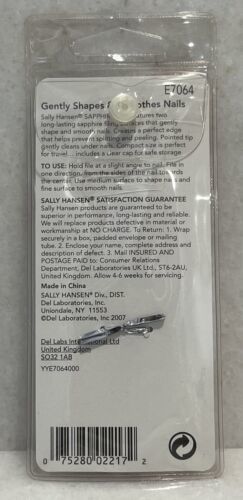 E7064
Gently Shapes & Smoothes Nails
Sally Hansen® features two
long-lasting sapphire filing surfaces that gently
shape and smooth nails. Creates a perfect edge
that helps prevent splitting and peeling. Pointed tip
gently cleans under nails. Compact size is perfect
for travel... includes a clear cap for safe storage
TO USE: Hold file at a slight angle to nail. File in
one direction, from the sides of the nail towards
the center. Use medium surface to shape nails and
fine surface to smooth nails.
SALLY HANSEN® SATISFACTION GUARANTEE
Sally Hansen products are guaranteed to be
superior in performance, long-lasting and reliable.
We will replace products defective in material or
workmanship at NO CHARGE. To Return: 1. Wrap
securely in a box, padded envelope or mailing
tube. 2. Enclose your name, complete address and
description of defect. 3. Mail INSURED AND
POSTAGE PAID to: Consumer Relations
Department, Del Laboratories UK Ltd., ST6-2AU,
United Kingdom. Allow 4-6 weeks for servicing.
Made in China
SALLY HANSEN® Div., DIST.
Del Laboratories, Inc.
Uniondale, NY 11553
©Del Laboratories, Inc 2007
Del Labs International Ltd
United Kingdom
SO32 1AB
YYE7064000
0 75280 02217 2